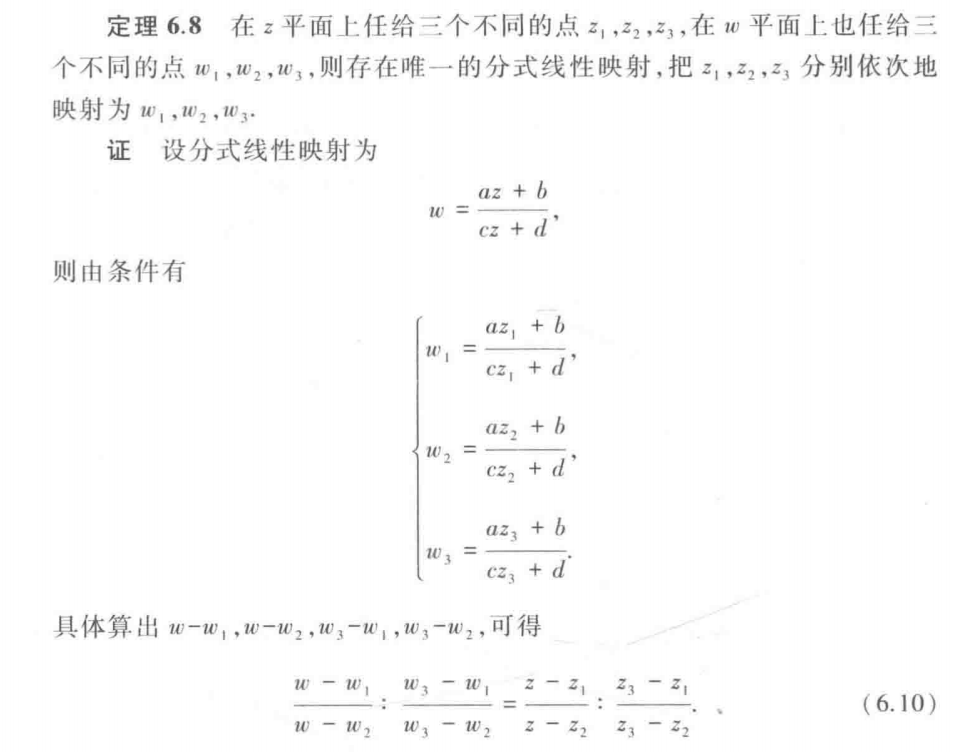 定理 6.8 在 z 平面上任给三个不同的点 z₁,z₂,z₃,在 w 平面上也任给三
个不同的点 w₁,w₂,w₃,则存在唯一的分式线性映射,把 z₁,z₂,z₃ 分别依次地
映射为 w₁,w₂,w₃.
证 设分式线性映射为
w = (az + b)/(cz + d),
则由条件有
w₁ = (az₁ + b)/(cz₁ + d),
w₂ = (az₂ + b)/(cz₂ + d),
w₃ = (az₃ + b)/(cz₃ + d).
具体算出 w-w₁,w-w₂,w₃-w₁,w₃-w₂,可得
(w - w₁)/(w - w₂) : (w₃ - w₁)/(w₃ - w₂) = (z - z₁)/(z - z₂) : (z₃ - z₁)/(z₃ - z₂). (6.10)